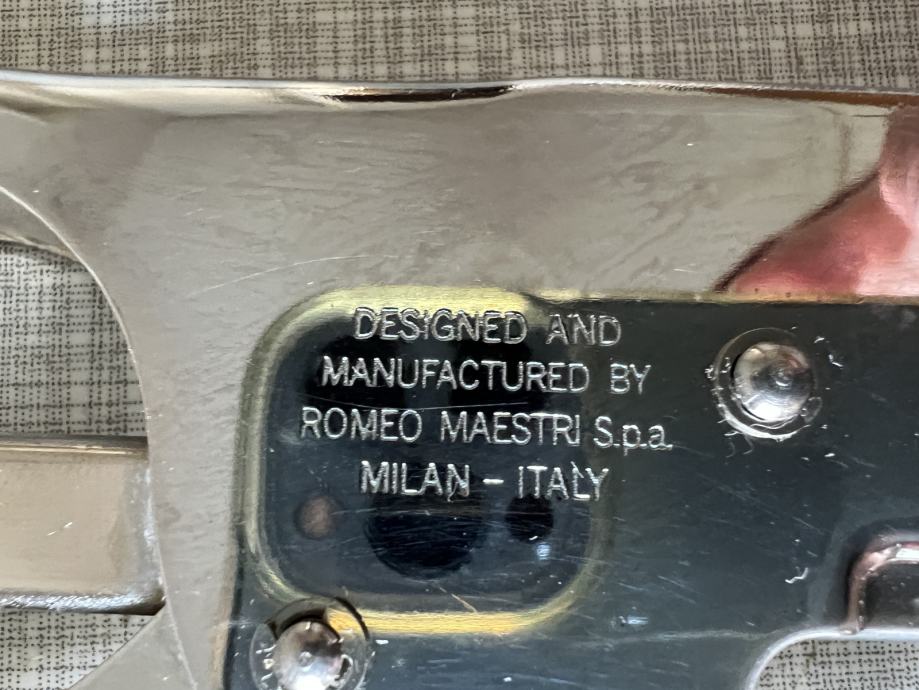 DESIGNED AND
MANUFACTURED BY
ROMEO MAESTRI S.p.a.
MILAN - ITALY